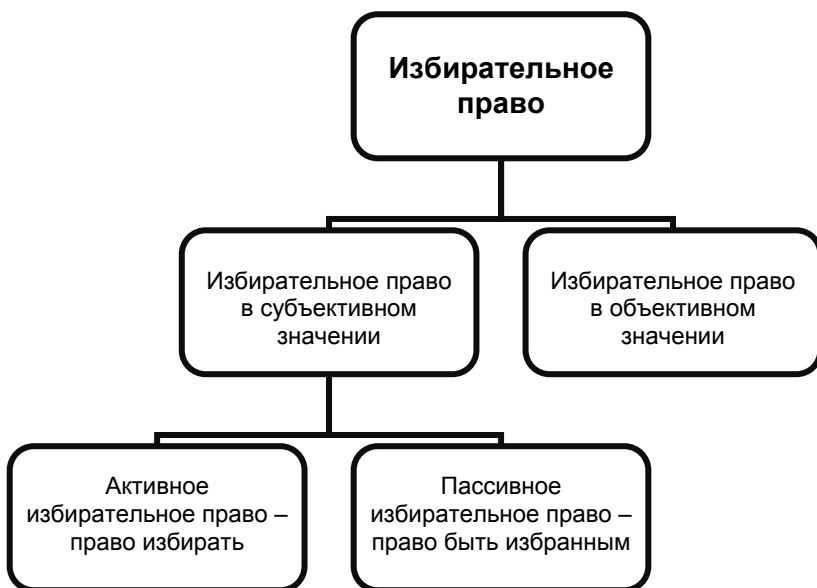 Избирательное
право
Избирательное право
в субъективном
значении
Избирательное право
в объективном
значении
Активное
избирательное право –
право избирать
Пассивное
избирательное право –
право быть избранным